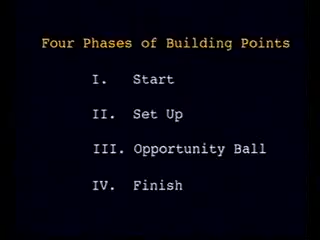 Four Phases of Building Points
I. Start
II. Set Up
III. Opportunity Ball
IV. Finish